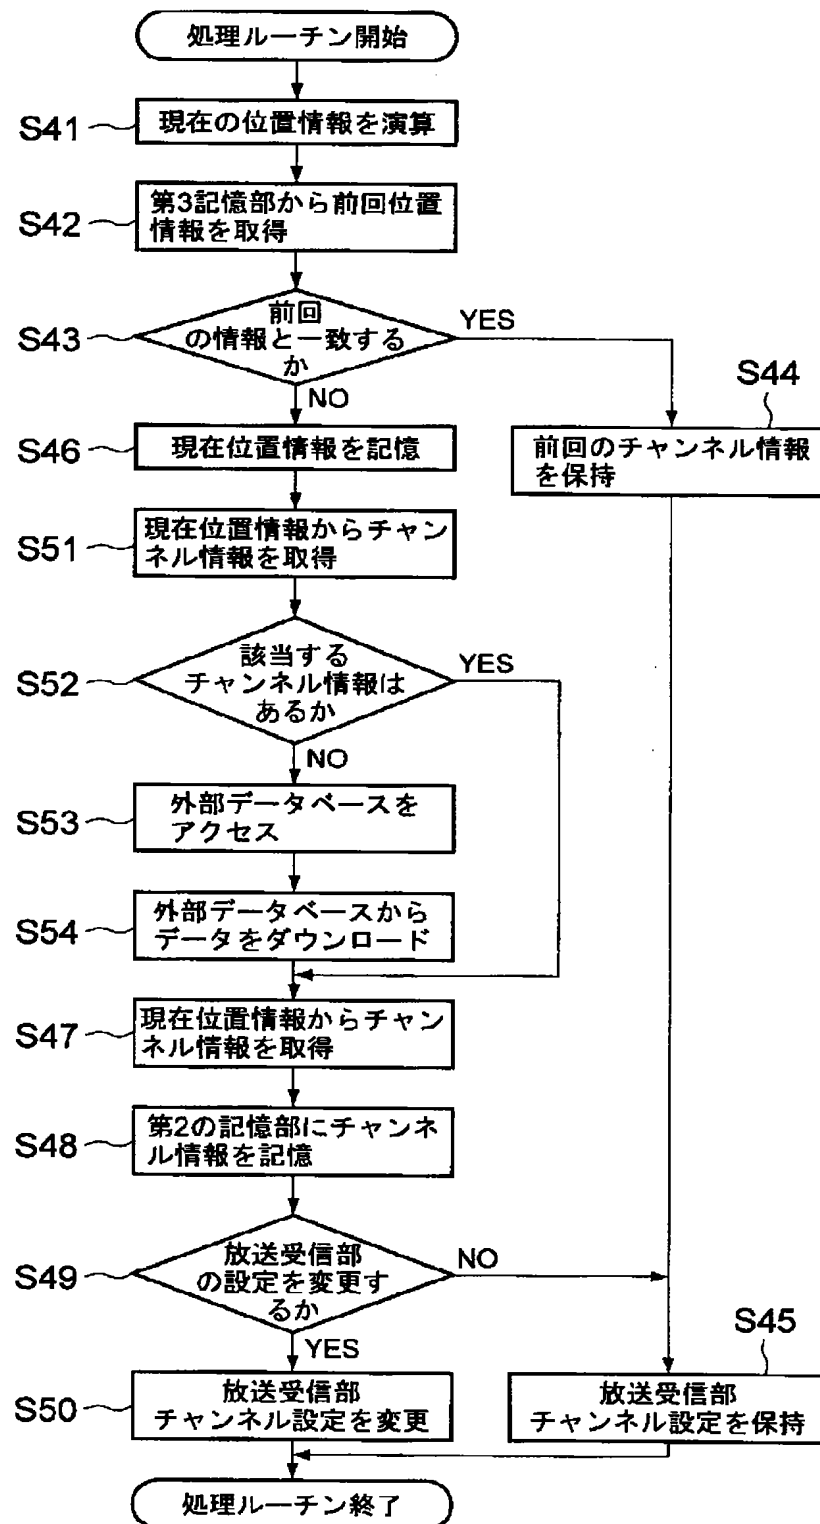 処理ルーチン開始
S41
現在の位置情報を演算
S42
第3記憶部から前回位置
情報を取得
S43
前回
の情報と一致する
か
YES
NO
S44
前回のチャンネル情報
を保持
S46
現在位置情報を記憶
S51
現在位置情報からチャン
ネル情報を取得
S52
該当する
チャンネル情報は
あるか
YES
NO
S53
外部データベースを
アクセス
S54
外部データベースから
データをダウンロード
S47
現在位置情報からチャン
ネル情報を取得
S48
第2の記憶部にチャンネ
ル情報を記憶
S49
放送受信部
の設定を変更す
るか
NO
YES
S45
放送受信部
チャンネル設定を保持
S50
放送受信部
チャンネル設定を変更
処理ルーチン終了